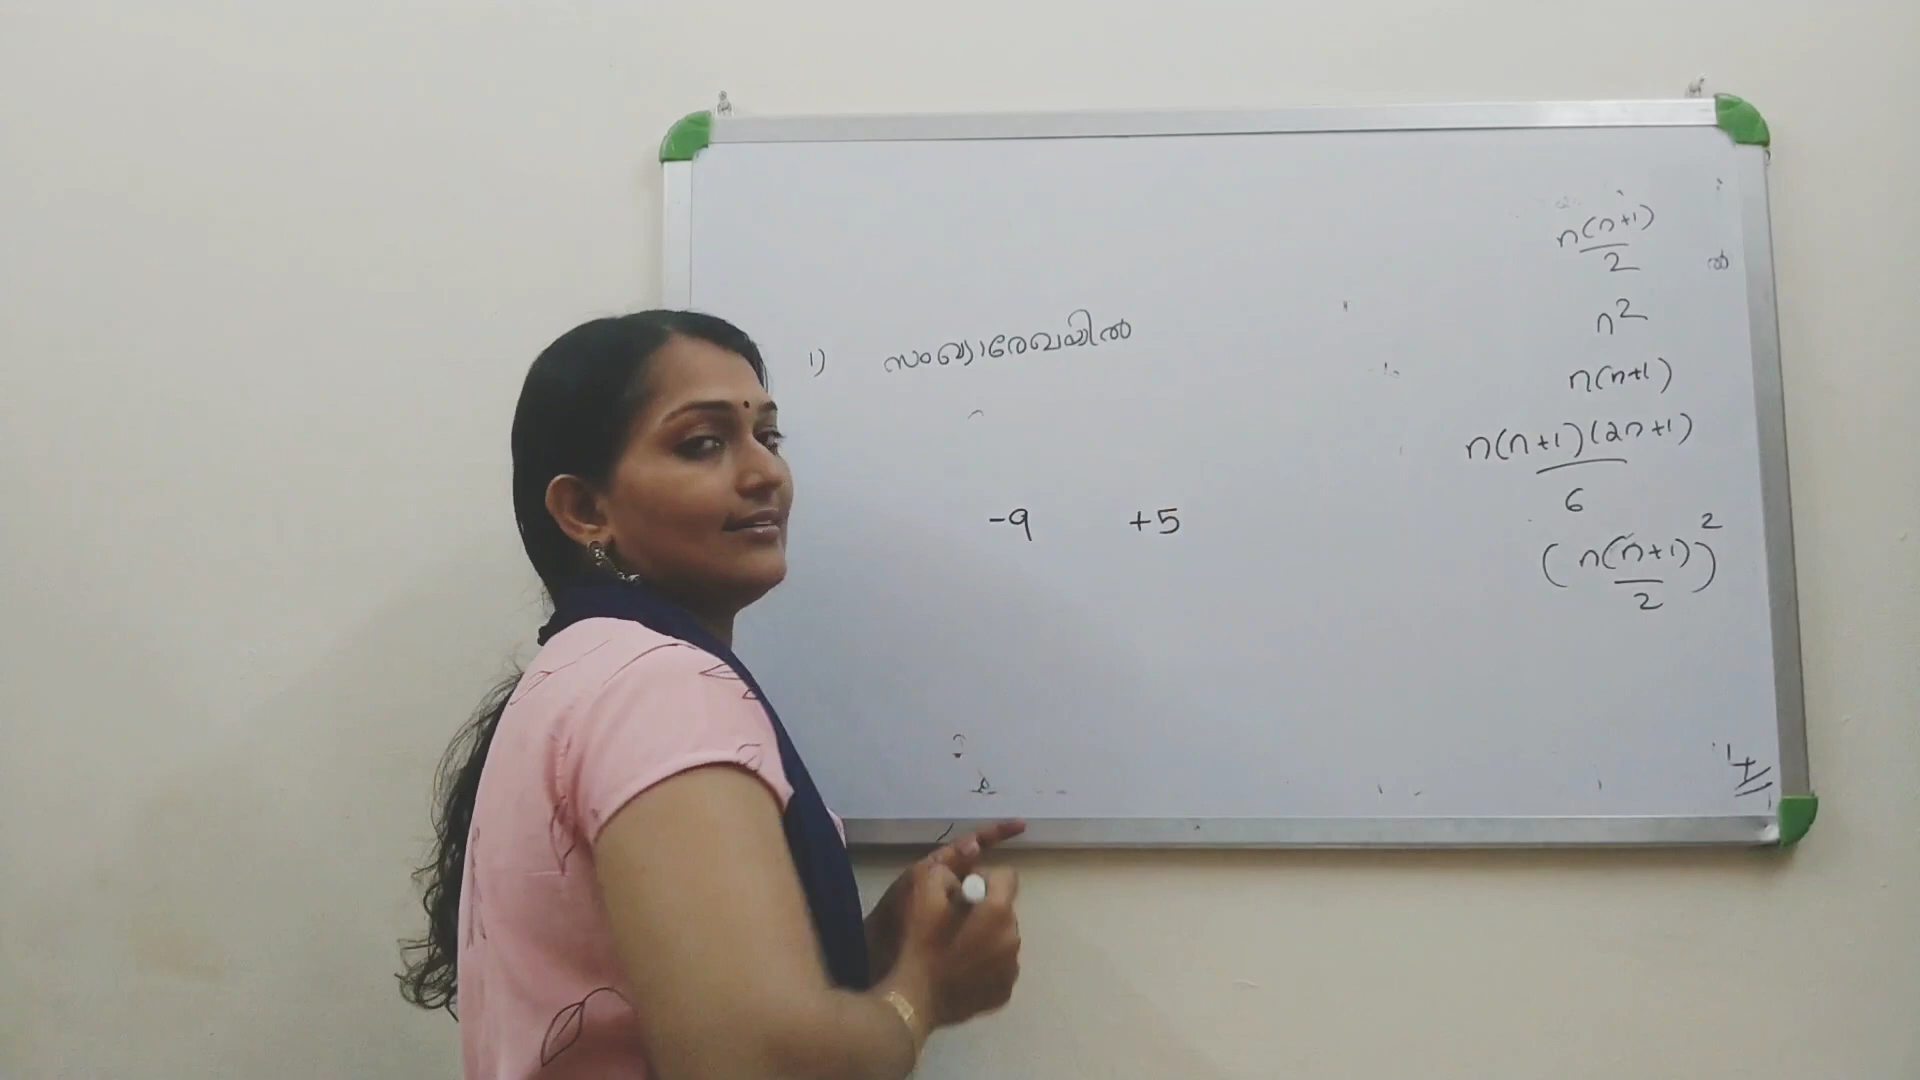 1) സംഖ്യാരേഖയിൽ
-9 +5
n(n+1)
2
ൽ
n²
n(n+1)
n(n+1)(2n+1)
6
(n(n+1))²
2